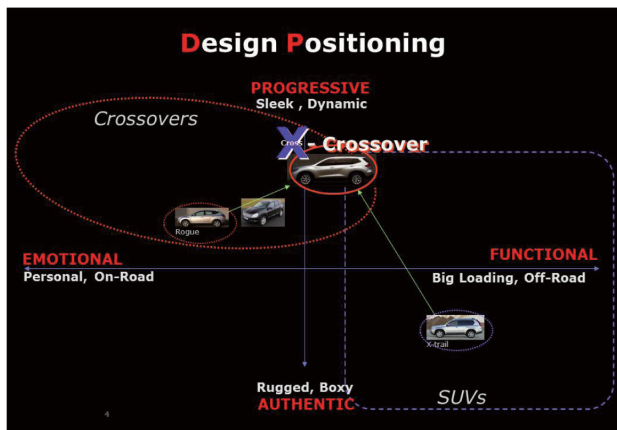 Design Positioning
PROGRESSIVE
Sleek , Dynamic
Crossovers
Cross
X - Crossover
Rogue
EMOTIONAL
Personal, On-Road
FUNCTIONAL
Big Loading, Off-Road
X-trail
Rugged, Boxy
AUTHENTIC
SUVs
4